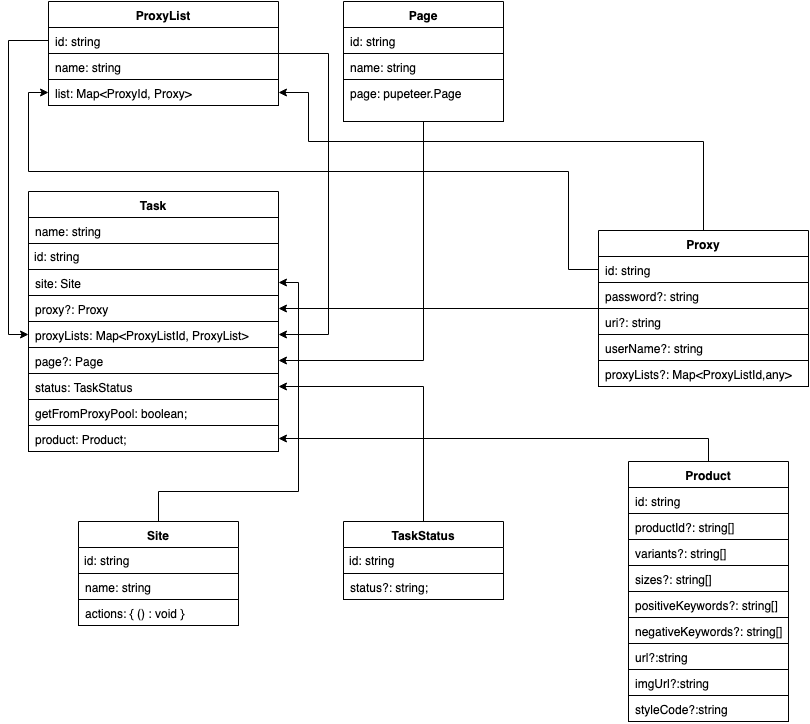 ProxyList
id: string
name: string
list: Map<ProxyId, Proxy>
Page
id: string
name: string
page: pupeteer.Page
Task
name: string
id: string
site: Site
proxy?: Proxy
proxyLists: Map<ProxyListId, ProxyList>
page?: Page
status: TaskStatus
getFromProxyPool: boolean;
product: Product;
Proxy
id: string
password?: string
uri?: string
userName?: string
proxyLists?: Map<ProxyListId,any>
Site
id: string
name: string
actions: { () : void }
TaskStatus
id: string
status?: string;
Product
id: string
productId?: string[]
variants?: string[]
sizes?: string[]
positiveKeywords?: string[]
negativeKeywords?: string[]
url?:string
imgUrl?:string
styleCode?:string